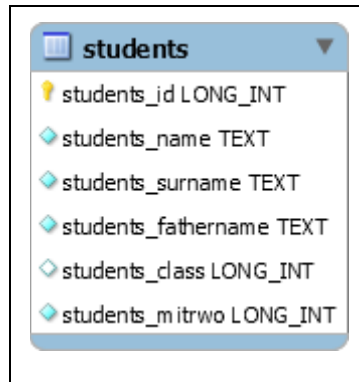 students
students_id LONG_INT
students_name TEXT
students_surname TEXT
students_fathername TEXT
students_class LONG_INT
students_mitrwo LONG_INT